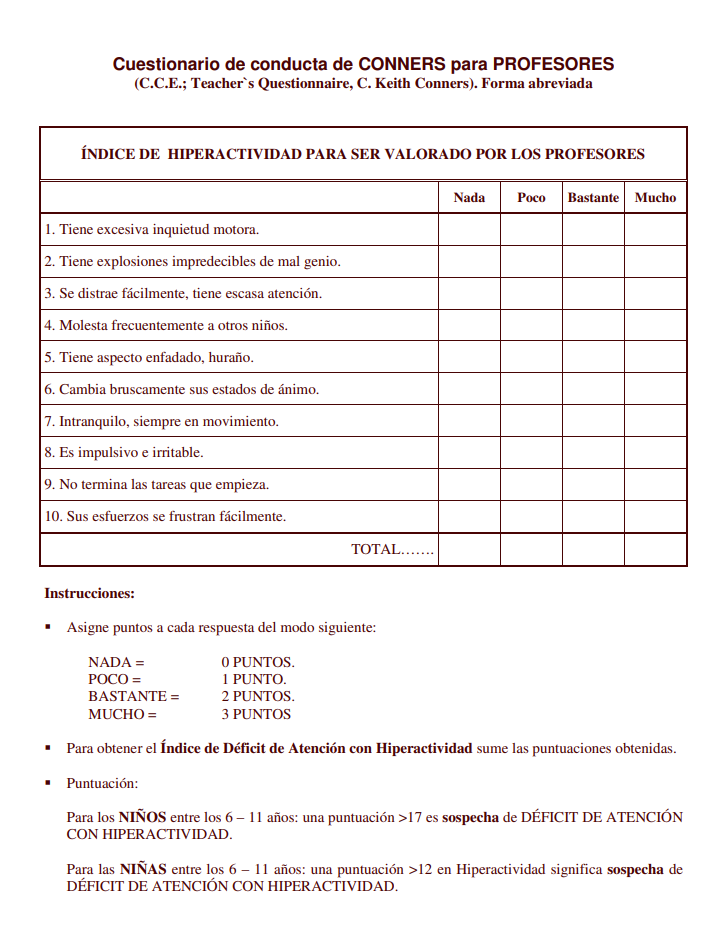 Cuestionario de conducta de CONNERS para PROFESORES
(C.C.E.; Teacher`s Questionnaire, C. Keith Conners). Forma abreviada
ÍNDICE DE HIPERACTIVIDAD PARA SER VALORADO POR LOS PROFESORES
Nada Poco Bastante Mucho
1. Tiene excesiva inquietud motora.
2. Tiene explosiones impredecibles de mal genio.
3. Se distrae fácilmente, tiene escasa atención.
4. Molesta frecuentemente a otros niños.
5. Tiene aspecto enfadado, huraño.
6. Cambia bruscamente sus estados de ánimo.
7. Intranquilo, siempre en movimiento.
8. Es impulsivo e irritable.
9. No termina las tareas que empieza.
10. Sus esfuerzos se frustran fácilmente.
TOTAL…….
Instrucciones:
▪ Asigne puntos a cada respuesta del modo siguiente:
NADA = 0 PUNTOS.
POCO = 1 PUNTO.
BASTANTE = 2 PUNTOS.
MUCHO = 3 PUNTOS
▪ Para obtener el Índice de Déficit de Atención con Hiperactividad sume las puntuaciones obtenidas.
▪ Puntuación:
Para los NIÑOS entre los 6 – 11 años: una puntuación >17 es sospecha de DÉFICIT DE ATENCIÓN
CON HIPERACTIVIDAD.
Para las NIÑAS entre los 6 – 11 años: una puntuación >12 en Hiperactividad significa sospecha de
DÉFICIT DE ATENCIÓN CON HIPERACTIVIDAD.